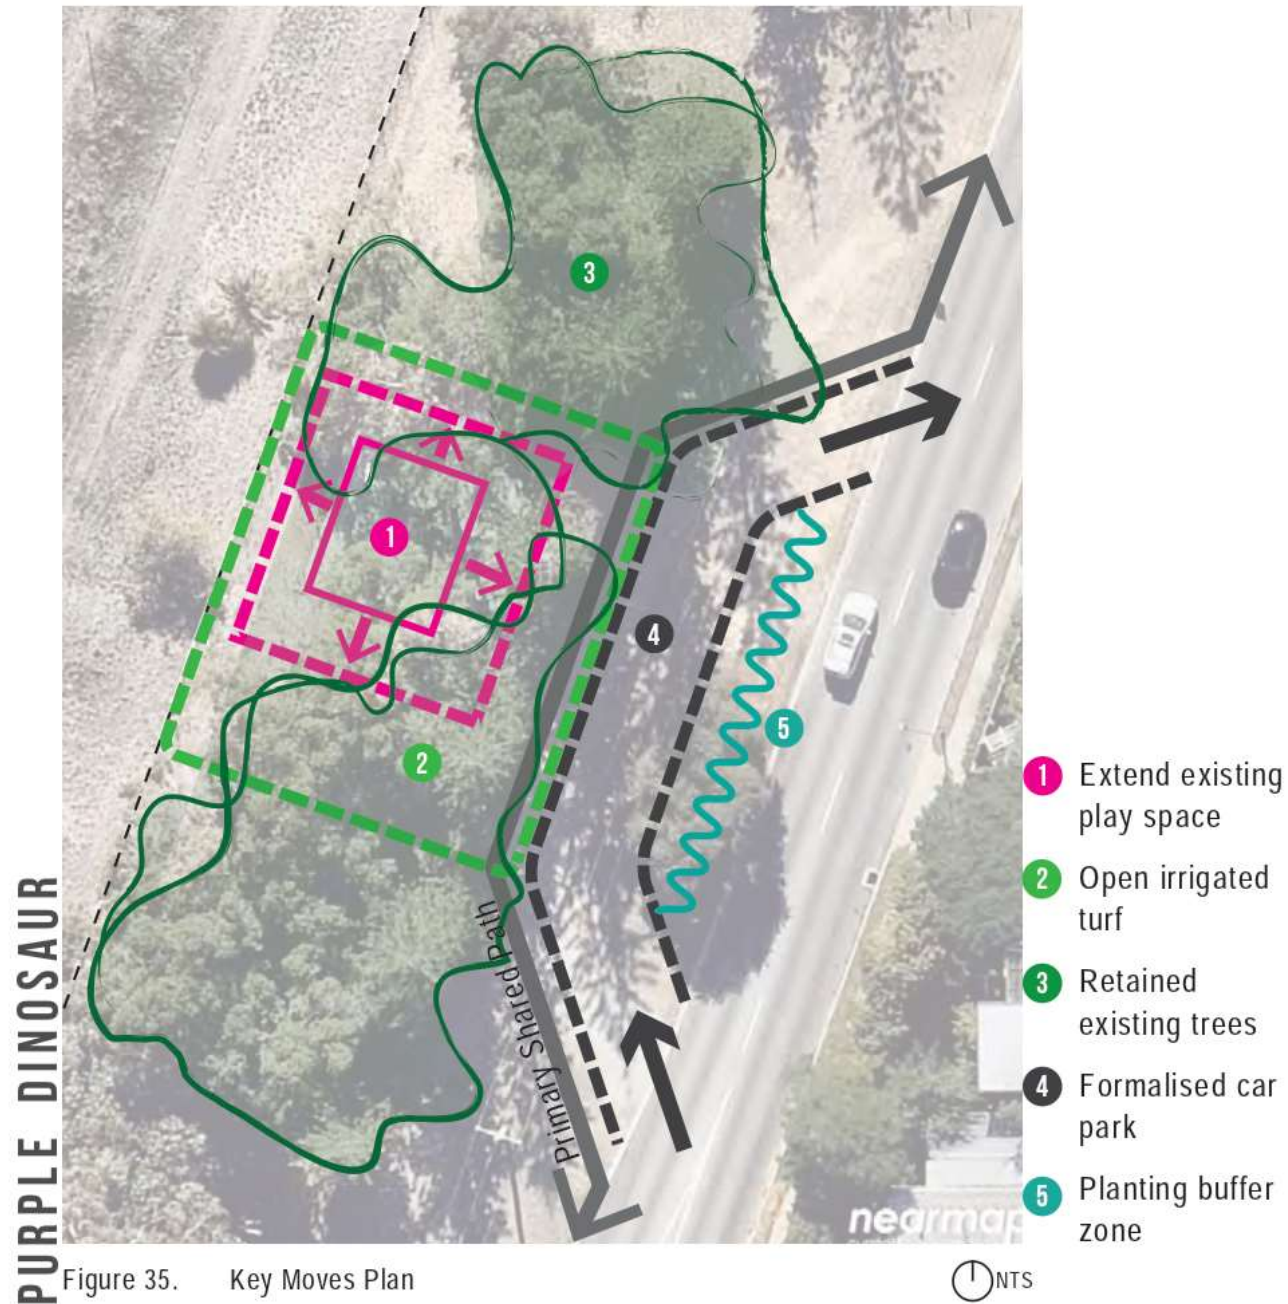 PURPLE DINOSAUR
3
1
4
5
2
Primary Shared Path
nearmap
1 Extend existing
play space
2 Open irrigated
turf
3 Retained
existing trees
4 Formalised car
park
5 Planting buffer
zone
Figure 35. Key Moves Plan
NTS